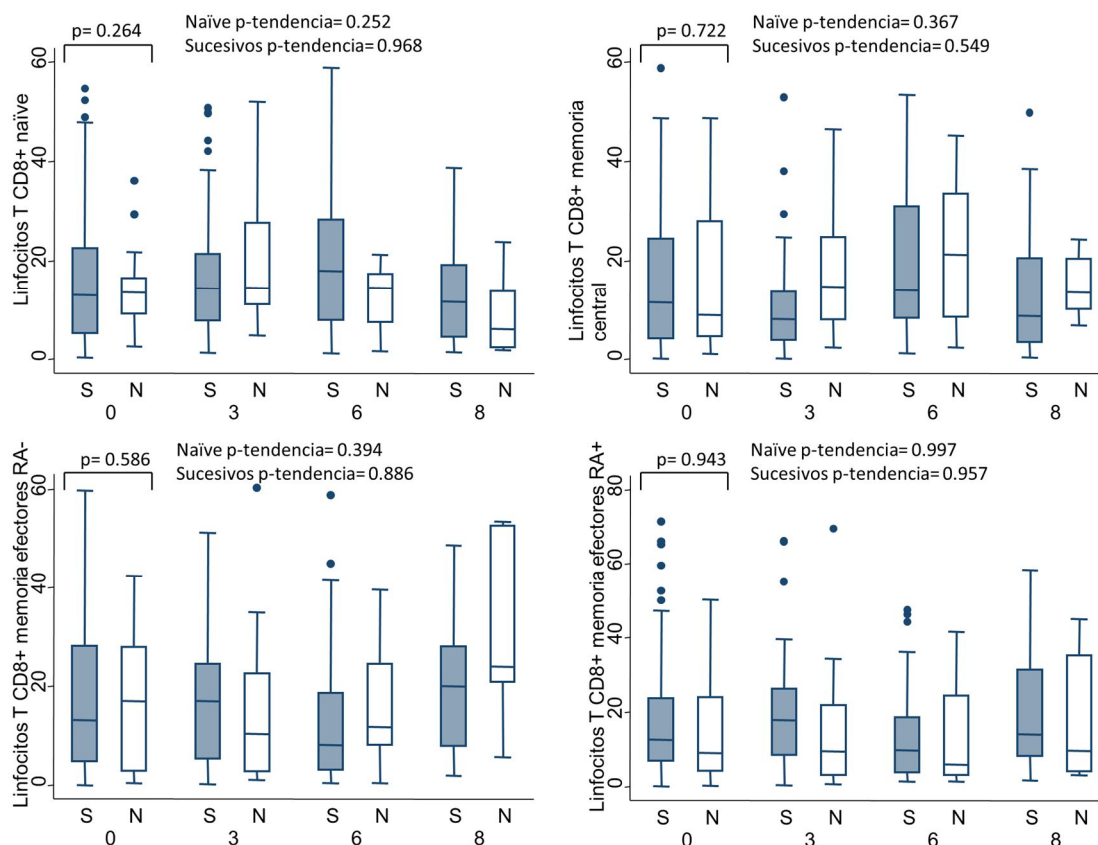 p= 0.264
Naïve p-tendencia= 0.252
Sucesivos p-tendencia= 0.968
Linfocitos T CD8+ naïve
60
40
20
0
S N S N S N S N
0 3 6 8
p= 0.722
Naïve p-tendencia= 0.367
Sucesivos p-tendencia= 0.549
Linfocitos T CD8+ memoria
central
60
40
20
0
S N S N S N S N
0 3 6 8
p= 0.586
Naïve p-tendencia= 0.394
Sucesivos p-tendencia= 0.886
Linfocitos T CD8+ memoria efectores RA-
60
40
20
0
S N S N S N S N
0 3 6 8
p= 0.943
Naïve p-tendencia= 0.997
Sucesivos p-tendencia= 0.957
Linfocitos T CD8+ memoria efectores RA+
80
60
40
20
0
S N S N S N S N
0 3 6 8